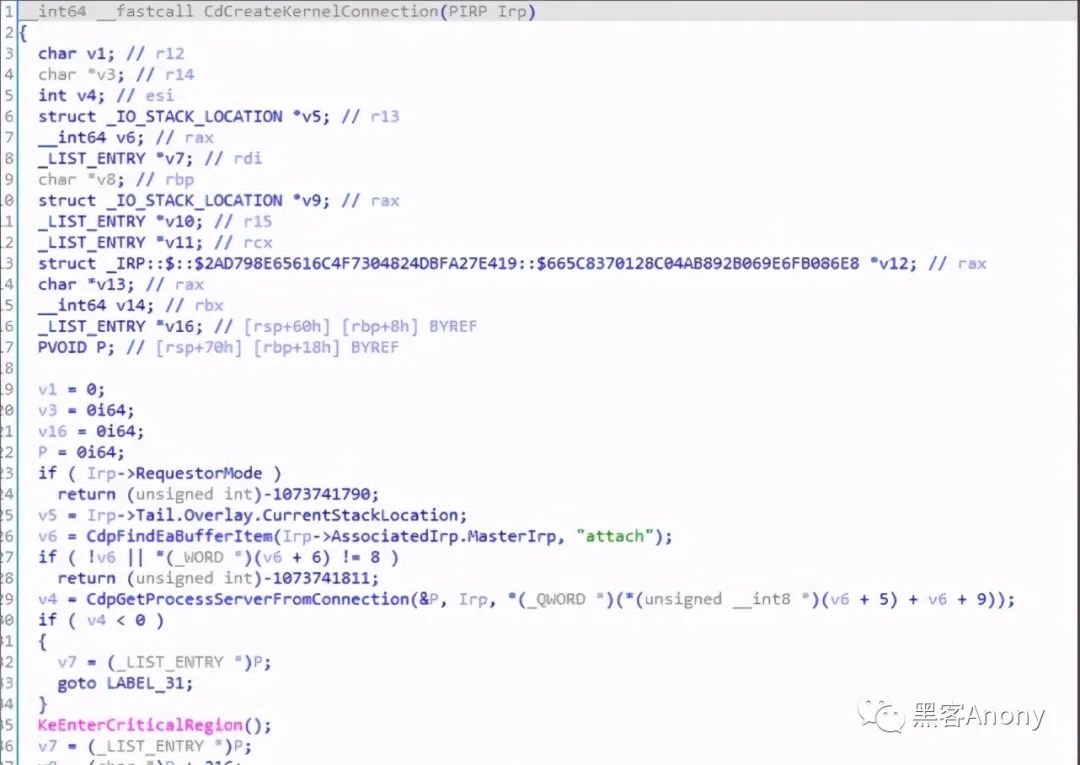 1 __int64 __fastcall CdCreateKernelConnection(PIRP Irp)
2 {
3 char v1; // r12
4 char *v3; // r14
5 int v4; // esi
6 struct _IO_STACK_LOCATION *v5; // r13
7 __int64 v6; // rax
8 _LIST_ENTRY *v7; // rdi
9 char *v8; // rbp
0 struct _IO_STACK_LOCATION *v9; // rax
1 _LIST_ENTRY *v10; // r15
2 _LIST_ENTRY *v11; // rcx
3 struct _IRP::$::$2AD798E65616C4F7304824DBFA27E419::$665C8370128C04AB892B069E6FB086E8 *v12; // rax
4 char *v13; // rax
5 __int64 v14; // rbx
6 _LIST_ENTRY *v16; // [rsp+60h] [rbp+8h] BYREF
7 PVOID P; // [rsp+70h] [rbp+18h] BYREF
8
9 v1 = 0;
0 v3 = 0i64;
1 v16 = 0i64;
2 P = 0i64;
3 if ( Irp->RequestorMode )
4 return (unsigned int)-1073741790;
5 v5 = Irp->Tail.Overlay.CurrentStackLocation;
6 v6 = CdpFindEaBufferItem(Irp->AssociatedIrp.MasterIrp, "attach");
7 if ( !v6 || *(_WORD *)(v6 + 6) != 8 )
8 return (unsigned int)-1073741811;
9 v4 = CdpGetProcessServerFromConnection(&P, Irp, *(_QWORD *)(*(unsigned __int8 *)(v6 + 5) + v6 + 9));
0 if ( v4 < 0 )
1 {
2 v7 = (_LIST_ENTRY *)P;
3 goto LABEL_31;
4 }
5 KeEnterCriticalRegion();
6 v7 = (_LIST_ENTRY *)P;
黑客Anony